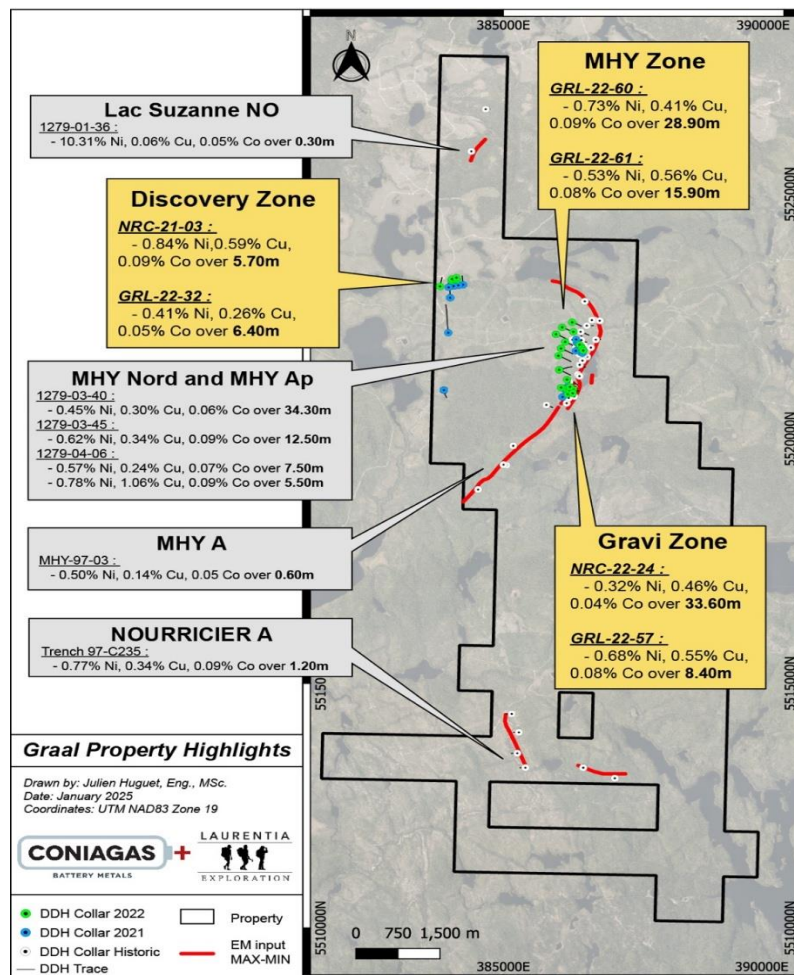 385000E
390000E
N
MHY Zone
GRL-22-60 :
- 0.73% Ni, 0.41% Cu,
0.09% Co over 28.90m
GRL-22-61 :
- 0.53% Ni, 0.56% Cu,
0.08% Co over 15.90m
Lac Suzanne NO
1279-01-36 :
- 10.31% Ni, 0.06% Cu, 0.05% Co over 0.30m
5525000N
Discovery Zone
NRC-21-03 :
- 0.84% Ni,0.59% Cu,
0.09% Co over 5.70m
GRL-22-32 :
- 0.41% Ni, 0.26% Cu,
0.05% Co over 6.40m
MHY Nord and MHY Ap
1279-03-40 :
- 0.45% Ni, 0.30% Cu, 0.06% Co over 34.30m
1279-03-45 :
- 0.62% Ni, 0.34% Cu, 0.09% Co over 12.50m
1279-04-06 :
- 0.57% Ni, 0.24% Cu, 0.07% Co over 7.50m
- 0.78% Ni, 1.06% Cu, 0.09% Co over 5.50m
5520000N
MHY A
MHY-97-03 :
- 0.50% Ni, 0.14% Cu, 0.05 Co over 0.60m
Gravi Zone
NRC-22-24 :
- 0.32% Ni, 0.46% Cu,
0.04% Co over 33.60m
GRL-22-57 :
- 0.68% Ni, 0.55% Cu,
0.08% Co over 8.40m
NOURRICIER A
Trench 97-C235 :
- 0.77% Ni, 0.34% Cu, 0.09% Co over 1.20m
5515000N
5515000N
Graal Property Highlights
Drawn by: Julien Huguet, Eng., MSc.
Date: January 2025
Coordinates: UTM NAD83 Zone 19
CONIAGAS
BATTERY METALS
+
LAURENTIA
EXPLORATION
DDH Collar 2022
DDH Collar 2021
DDH Collar Historic
DDH Trace
Property
EM input
MAX-MIN
0 750 1,500 m
5510000N
5510000N
385000E
390000E